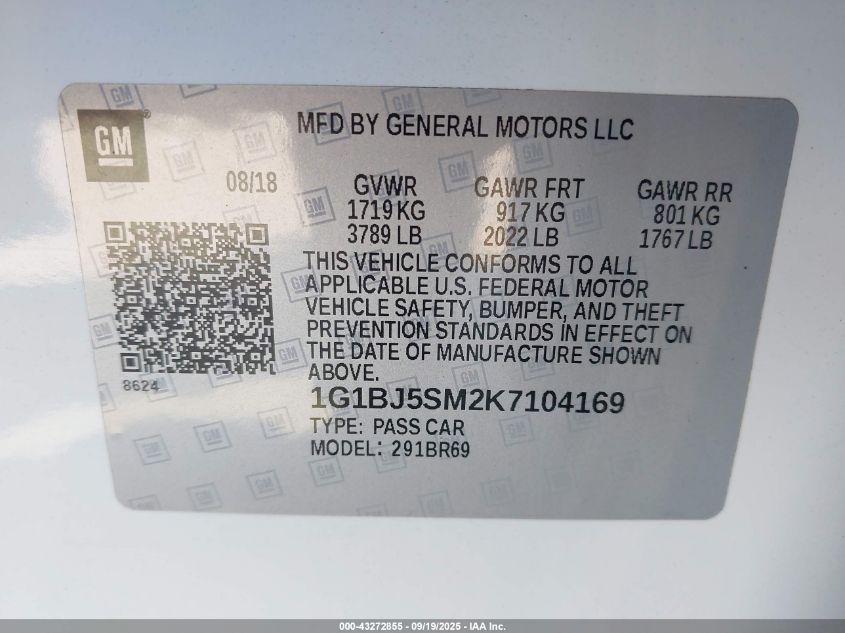 GM®
MFD BY GENERAL MOTORS LLC
08/18
GVWR GAWR FRT GAWR RR
1719 KG 917 KG 801 KG
3789 LB 2022 LB 1767 LB
THIS VEHICLE CONFORMS TO ALL
APPLICABLE U.S. FEDERAL MOTOR
VEHICLE SAFETY, BUMPER, AND THEFT
PREVENTION STANDARDS IN EFFECT ON
THE DATE OF MANUFACTURE SHOWN
ABOVE.
8624
1G1BJ5SM2K7104169
TYPE: PASS CAR
MODEL: 291BR69
000-43272855 - 09/19/2025 - IAA Inc.